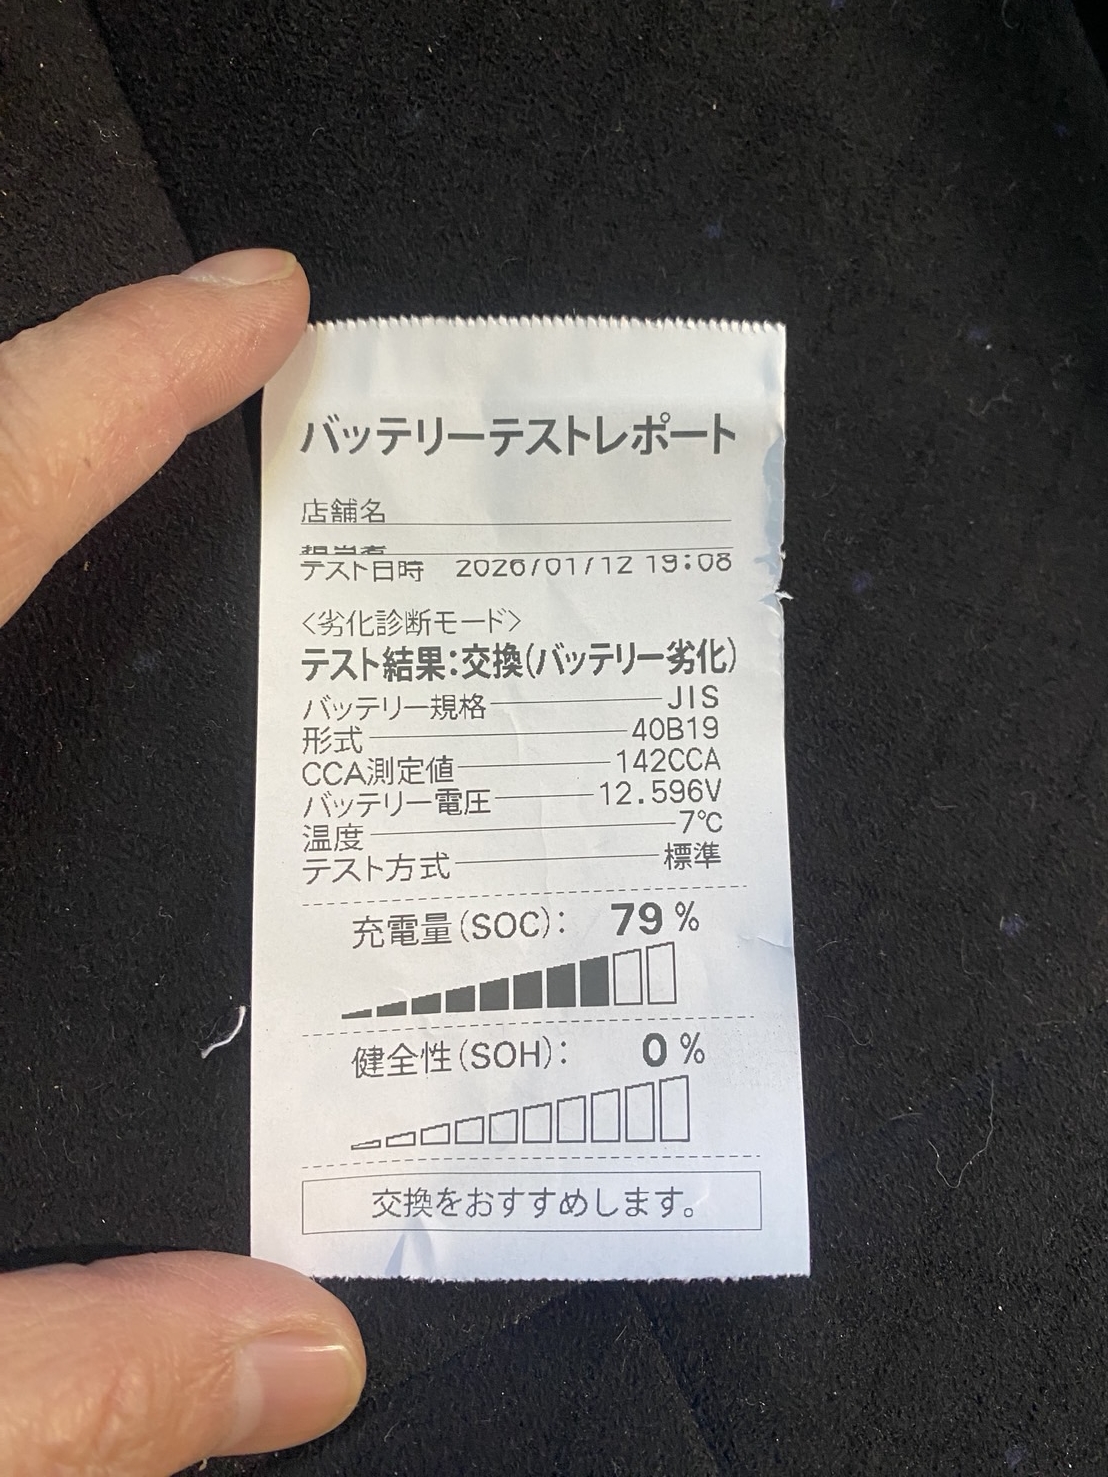 バッテリーテストレポート
店舗名
担当者
テスト日時 2026/01/12 19:08
<劣化診断モード>
テスト結果:交換(バッテリー劣化)
バッテリー規格 JIS
形式 40B19
CCA測定値 142CCA
バッテリー電圧 12.596V
温度 7℃
テスト方式 標準
充電量(SOC): 79%
健全性(SOH): 0%
交換をおすすめします。